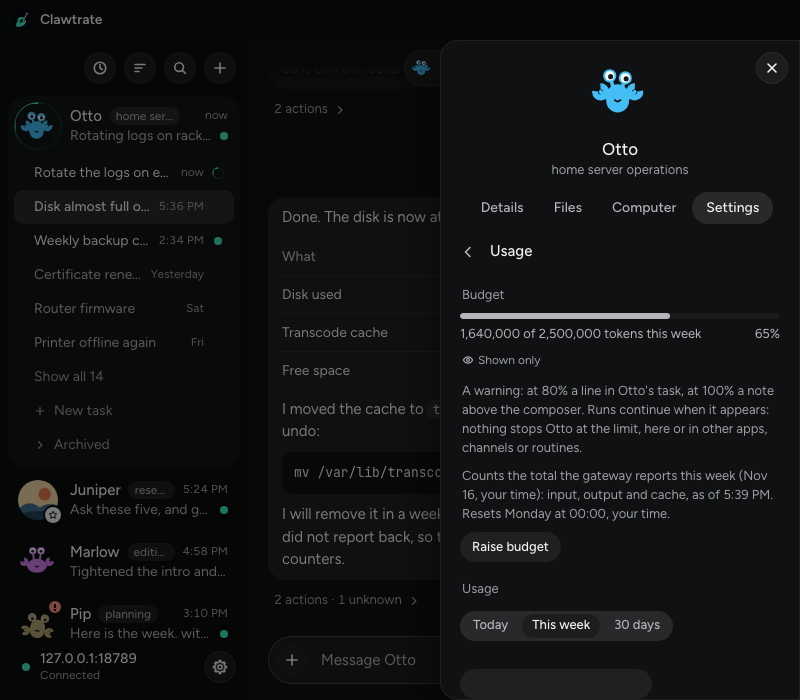 Clawtrate
Otto home ser... now
Rotating logs on rack...
Rotate the logs on e... now
Disk almost full o... 5:36 PM
Weekly backup c... 2:34 PM
Certificate rene... Yesterday
Router firmware Sat
Printer offline again Fri
Show all 14
+ New task
Archived
Juniper rese... 5:24 PM
Ask these five, and g...
Marlow editi... 4:58 PM
Tightened the intro and...
Pip planning 3:10 PM
Here is the week. wit...
127.0.0.1:18789
Connected
2 actions
Done. The disk is now at
What
Disk used
Transcode cache
Free space
I moved the cache to
undo:
mv /var/lib/transco
I will remove it in a week
did not report back, so
counters.
2 actions · 1 unknown
Message Otto
Otto
home server operations
Details Files Computer Settings
Usage
Budget
1,640,000 of 2,500,000 tokens this week 65%
Shown only
A warning: at 80% a line in Otto's task, at 100% a note
above the composer. Runs continue when it appears:
nothing stops Otto at the limit, here or in other apps,
channels or routines.
Counts the total the gateway reports this week (Nov
16, your time): input, output and cache, as of 5:39 PM.
Resets Monday at 00:00, your time.
Raise budget
Usage
Today This week 30 days